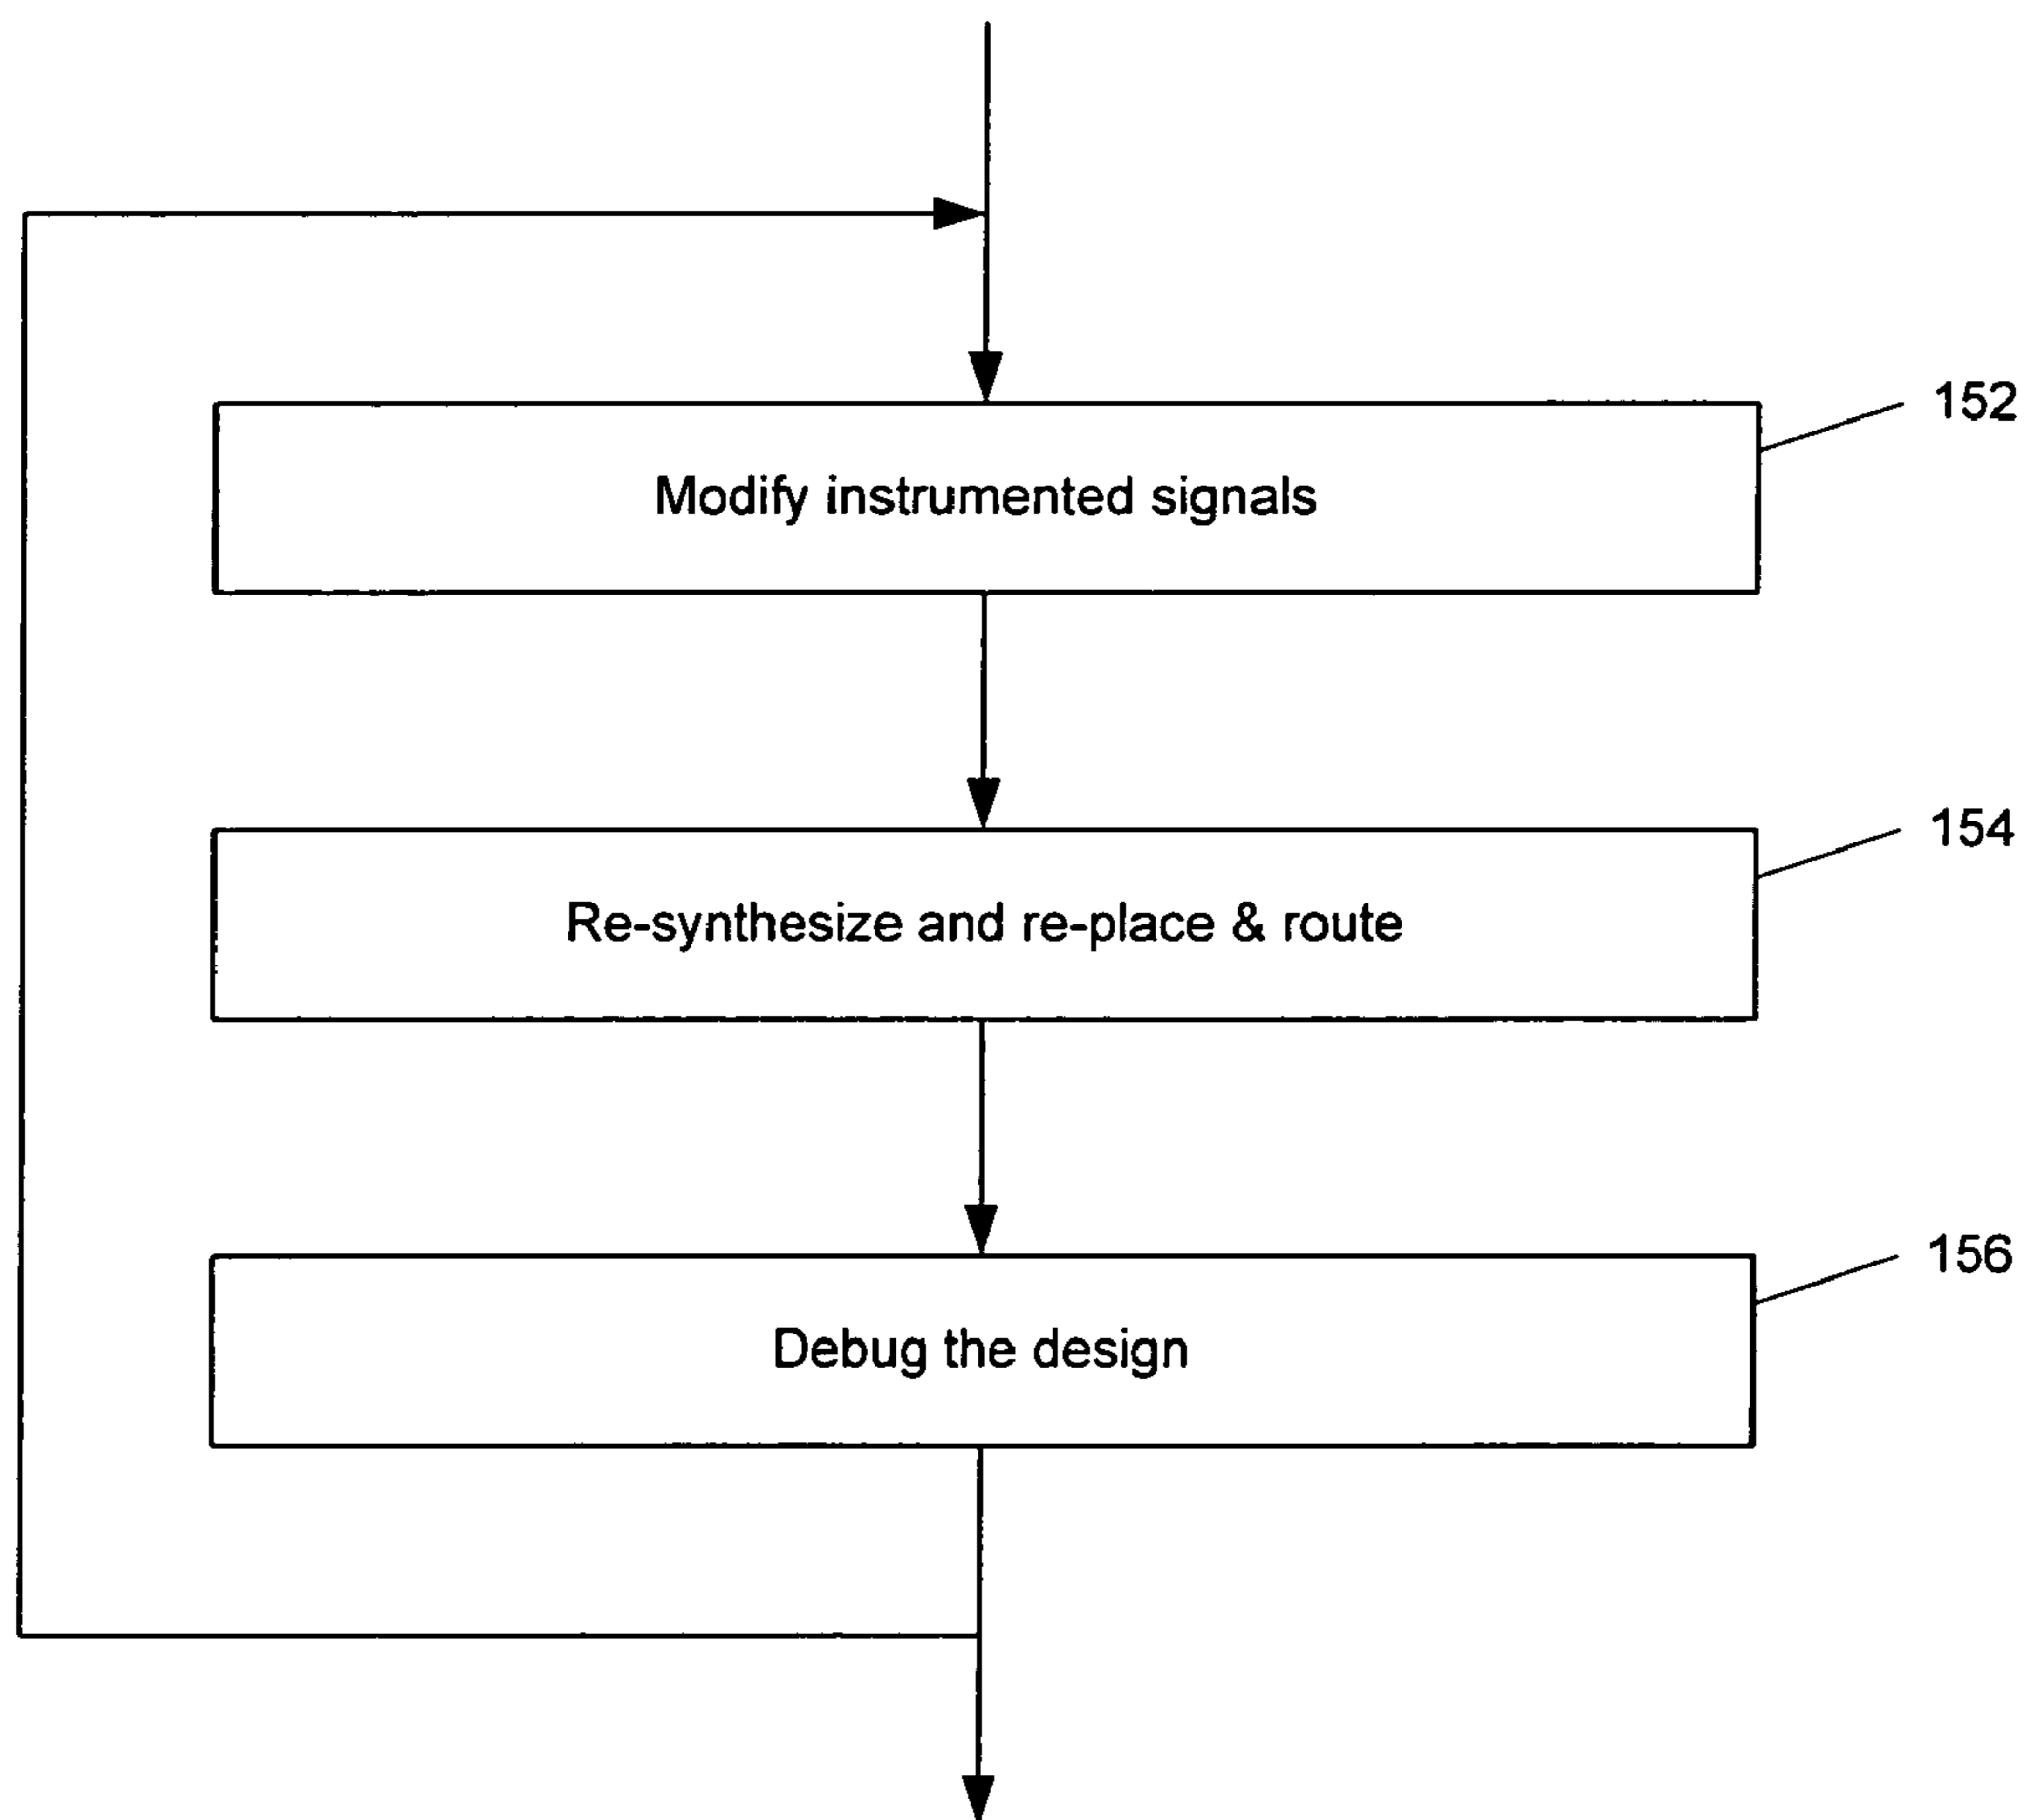 152
Modify instrumented signals
154
Re-synthesize and re-place & route
156
Debug the design